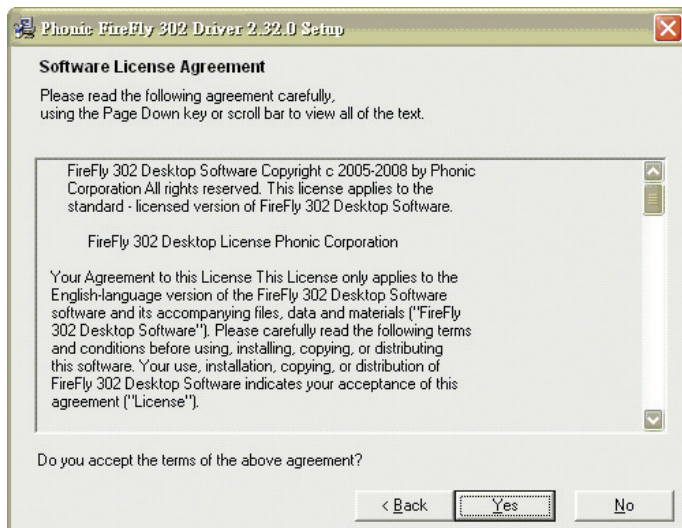 Phonic FireFly 302 Driver 2.32.0 Setup
Software License Agreement
Please read the following agreement carefully,
using the Page Down key or scroll bar to view all of the text.
FireFly 302 Desktop Software Copyright c 2005-2008 by Phonic
Corporation All rights reserved. This license applies to the
standard - licensed version of FireFly 302 Desktop Software.
FireFly 302 Desktop License Phonic Corporation
Your Agreement to this License This License only applies to the
English-language version of the FireFly 302 Desktop Software
software and its accompanying files, data and materials ("FireFly
302 Desktop Software"). Please carefully read the following terms
and conditions before using, installing, copying, or distributing
this software. Your use, installation, copying, or distribution of
FireFly 302 Desktop Software indicates your acceptance of this
agreement ("License").
Do you accept the terms of the above agreement?
< Back Yes No